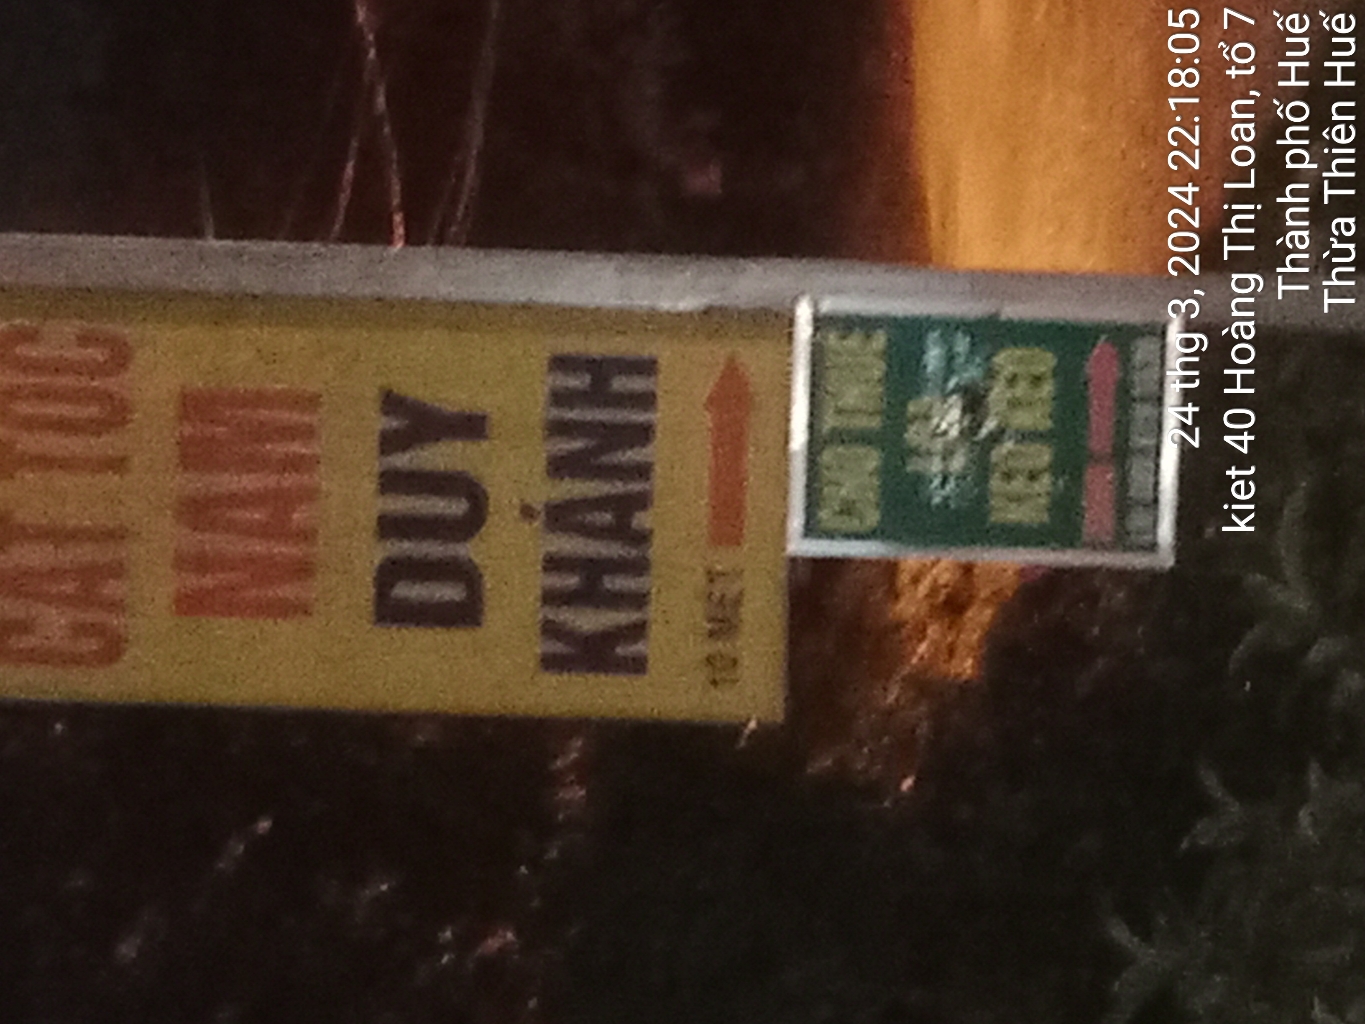 CẮT TÓC
NAM
DUY
KHÁNH
10 MET
24 thg 3, 2024 22:18:05
kiet 40 Hoàng Thị Loan, tổ 7
Thành phố Huế
Thừa Thiên Huế